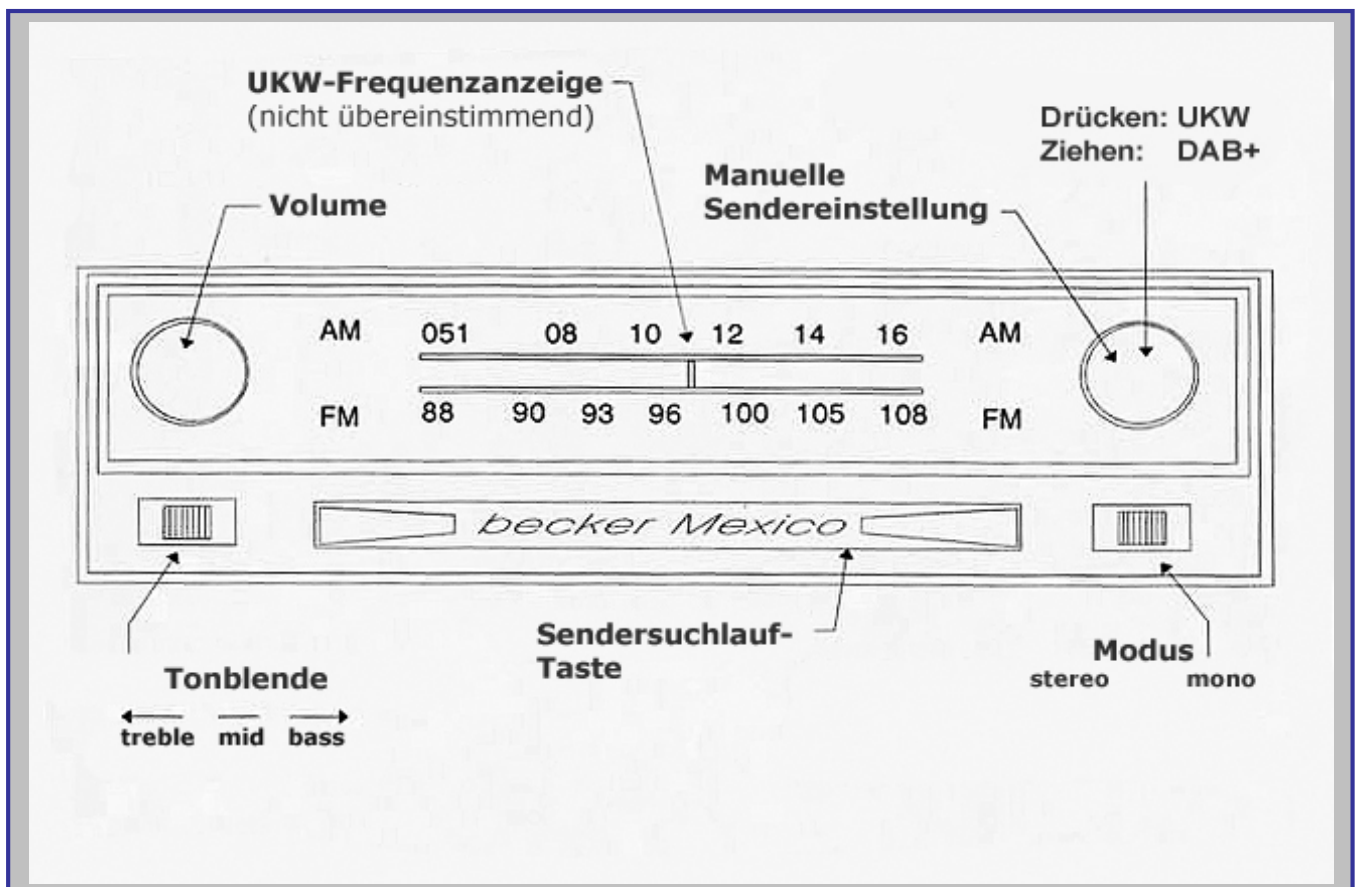 UKW-Frequenzanzeige
(nicht übereinstimmend)
Drücken: UKW
Ziehen: DAB+
Manuelle
Sendereinstellung
Volume
AM 051 08 10 12 14 16 AM
FM 88 90 93 96 100 105 108 FM
becker Mexico
Sendersuchlauf-
Taste
Modus
stereo mono
Tonblende
treble mid bass